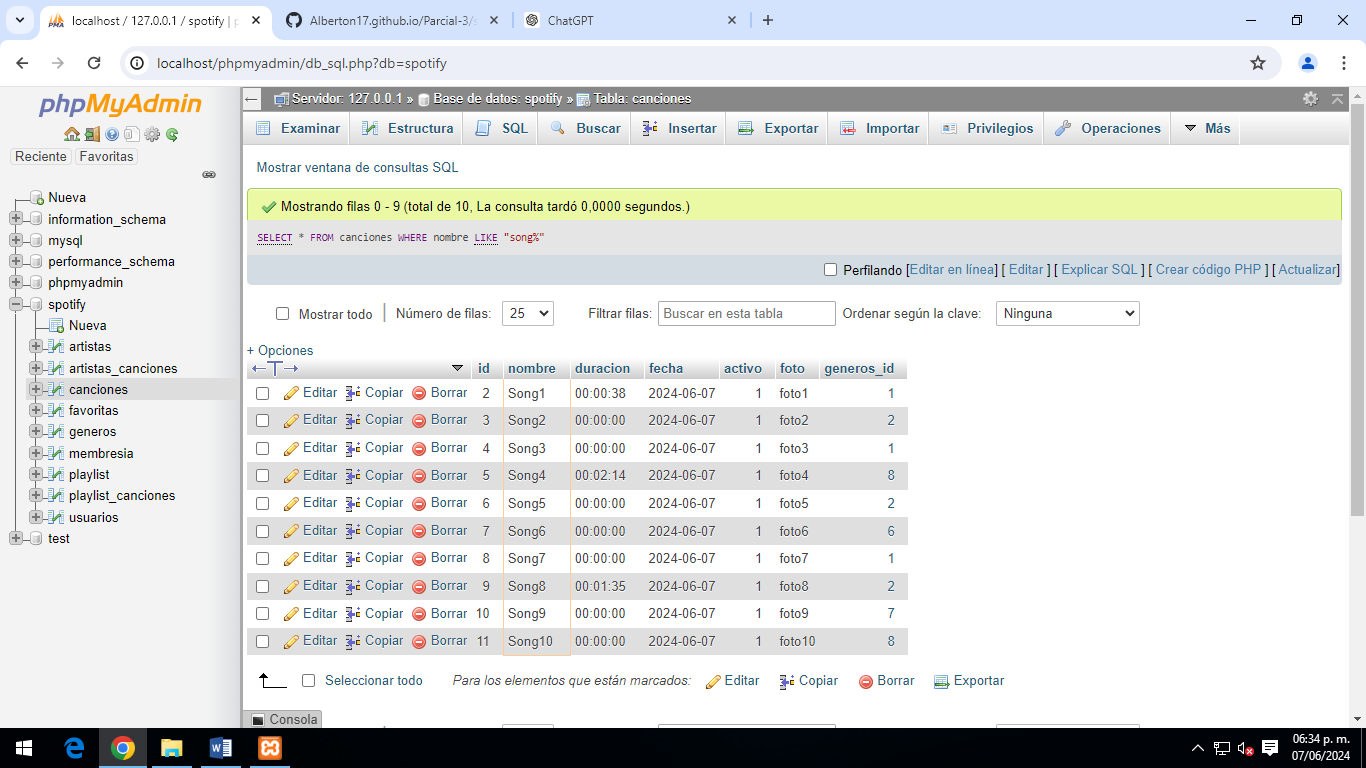 localhost / 127.0.0.1 / spotify | p
Alberton17.github.io/Parcial-3/s
ChatGPT
localhost/phpmyadmin/db_sql.php?db=spotify
phpMyAdmin
Reciente Favoritas
Nueva
information_schema
mysql
performance_schema
phpmyadmin
spotify
Nueva
artistas
artistas_canciones
canciones
favoritas
generos
membresia
playlist
playlist_canciones
usuarios
test
Servidor: 127.0.0.1 » Base de datos: spotify » Tabla: canciones
Examinar Estructura SQL Buscar Insertar Exportar Importar Privilegios Operaciones Más
Mostrar ventana de consultas SQL
Mostrando filas 0 - 9 (total de 10, La consulta tardó 0,0000 segundos.)
SELECT * FROM canciones WHERE nombre LIKE "song%"
Perfilando [Editar en línea] [ Editar ] [ Explicar SQL ] [ Crear código PHP ] [ Actualizar]
Mostrar todo | Número de filas: 25 Filtrar filas: Buscar en esta tabla Ordenar según la clave: Ninguna
+ Opciones
←T→ id nombre duracion fecha activo foto generos_id
Editar Copiar Borrar 2 Song1 00:00:38 2024-06-07 1 foto1 1
Editar Copiar Borrar 3 Song2 00:00:00 2024-06-07 1 foto2 2
Editar Copiar Borrar 4 Song3 00:00:00 2024-06-07 1 foto3 1
Editar Copiar Borrar 5 Song4 00:02:14 2024-06-07 1 foto4 8
Editar Copiar Borrar 6 Song5 00:00:00 2024-06-07 1 foto5 2
Editar Copiar Borrar 7 Song6 00:00:00 2024-06-07 1 foto6 6
Editar Copiar Borrar 8 Song7 00:00:00 2024-06-07 1 foto7 1
Editar Copiar Borrar 9 Song8 00:01:35 2024-06-07 1 foto8 2
Editar Copiar Borrar 10 Song9 00:00:00 2024-06-07 1 foto9 7
Editar Copiar Borrar 11 Song10 00:00:00 2024-06-07 1 foto10 8
Seleccionar todo Para los elementos que están marcados: Editar Copiar Borrar Exportar
Consola
06:34 p. m.
07/06/2024